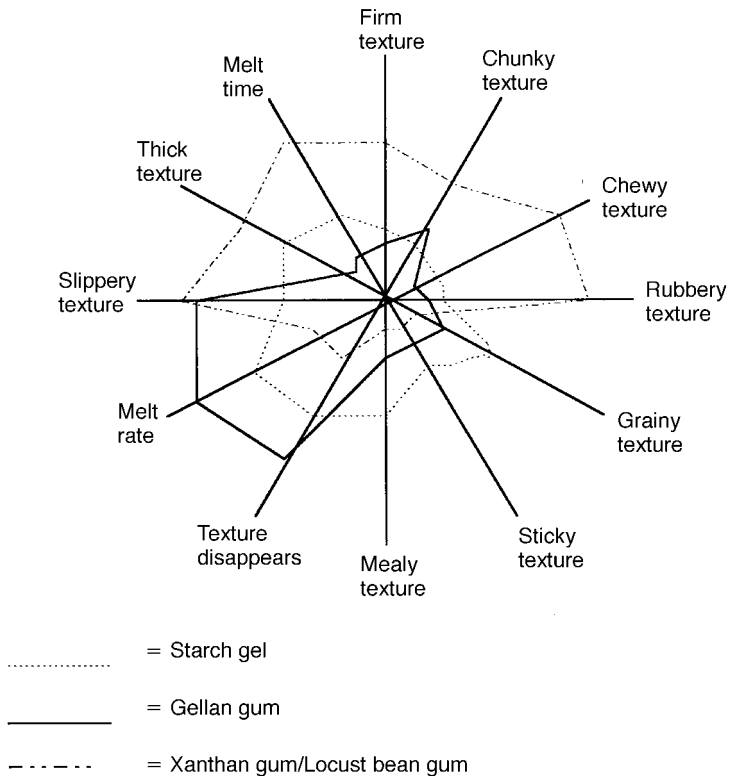 Firm
texture
Chunky
texture
Melt
time
Thick
texture
Chewy
texture
Slippery
texture
Rubbery
texture
Melt
rate
Grainy
texture
Texture
disappears
Sticky
texture
Mealy
texture
= Starch gel
= Gellan gum
= Xanthan gum/Locust bean gum